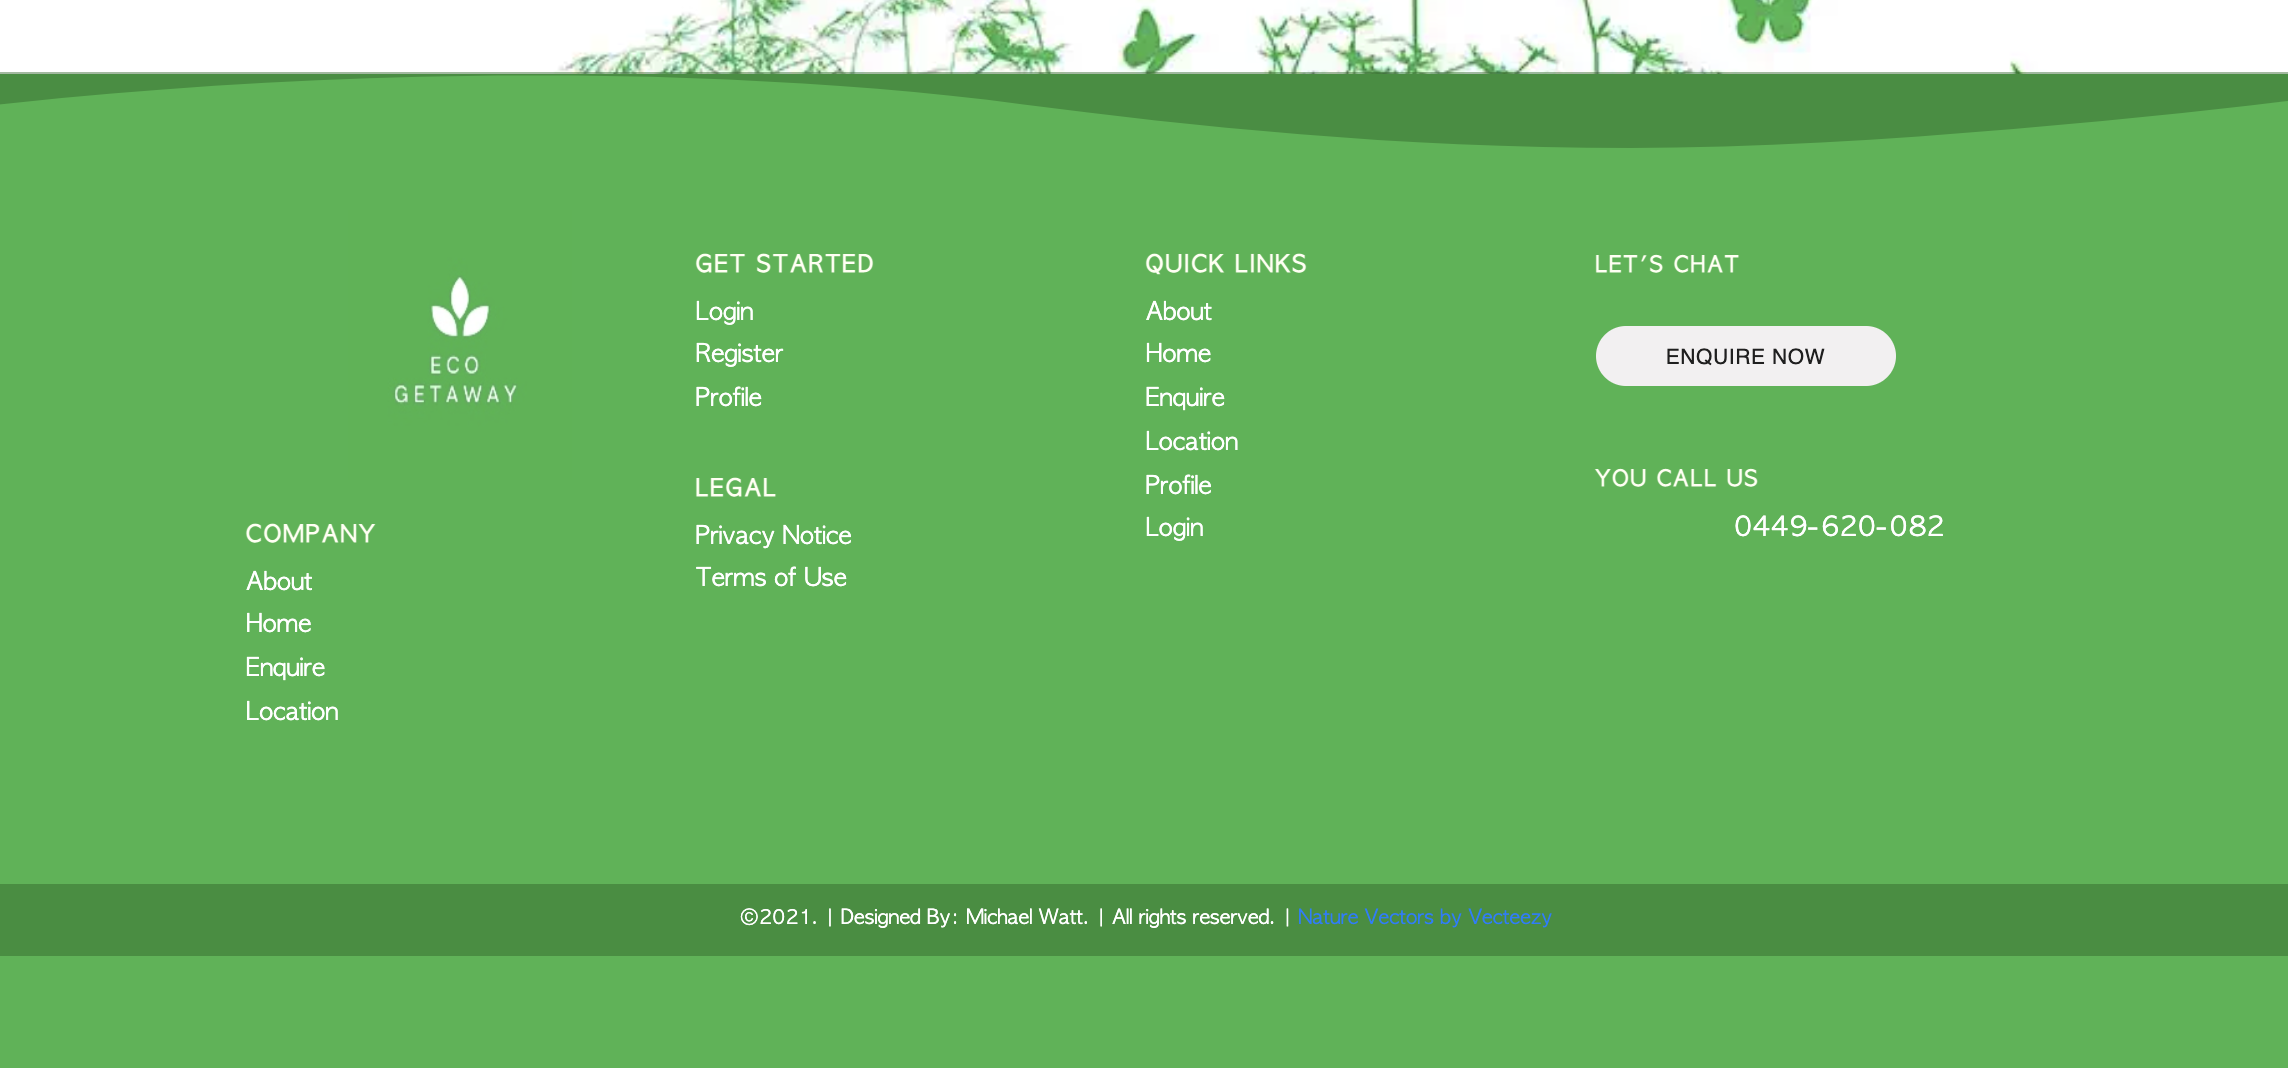 ECO
GETAWAY
COMPANY
About
Home
Enquire
Location
GET STARTED
Login
Register
Profile
LEGAL
Privacy Notice
Terms of Use
QUICK LINKS
About
Home
Enquire
Location
Profile
Login
LET'S CHAT
ENQUIRE NOW
YOU CALL US
0449-620-082
©2021. | Designed By: Michael Watt. | All rights reserved. | Nature Vectors by Vecteezy